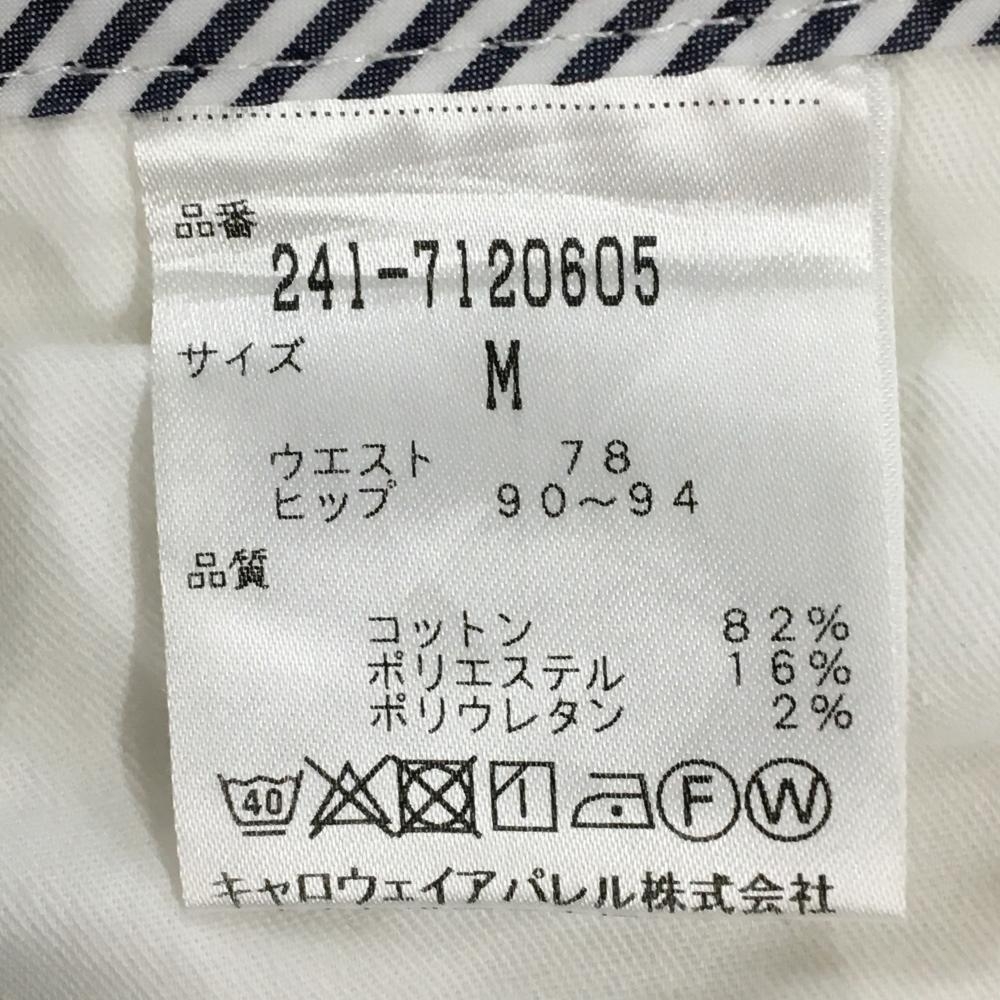 品番
241-7120605
サイズ
M
ウエスト 78
ヒップ 90～94
品質
コットン 82%
ポリエステル 16%
ポリウレタン 2%
40 F W
キャロウェイアパレル株式会社